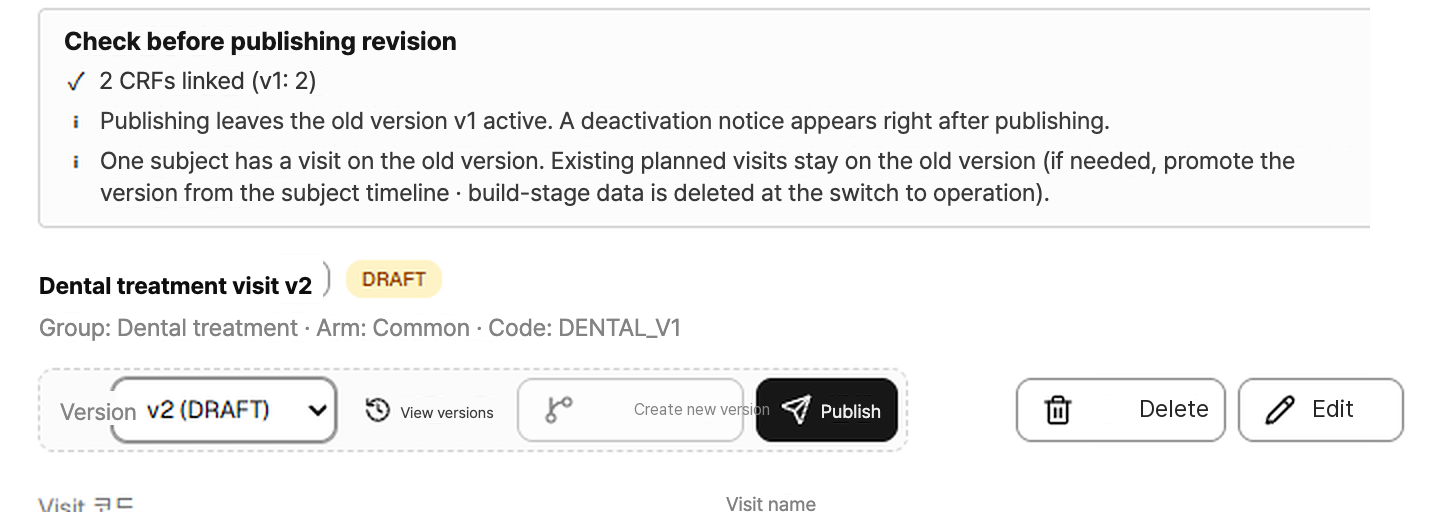 Check before publishing revision
✓ 2 CRFs linked (v1: 2)
i Publishing leaves the old version v1 active. A deactivation notice appears right after publishing.
i One subject has a visit on the old version. Existing planned visits stay on the old version (if needed, promote the
version from the subject timeline · build-stage data is deleted at the switch to operation).
Dental treatment visit v2 DRAFT
Group: Dental treatment · Arm: Common · Code: DENTAL_V1
Version v2 (DRAFT) View versions Create new version Publish Delete Edit
Visit 코드 Visit name